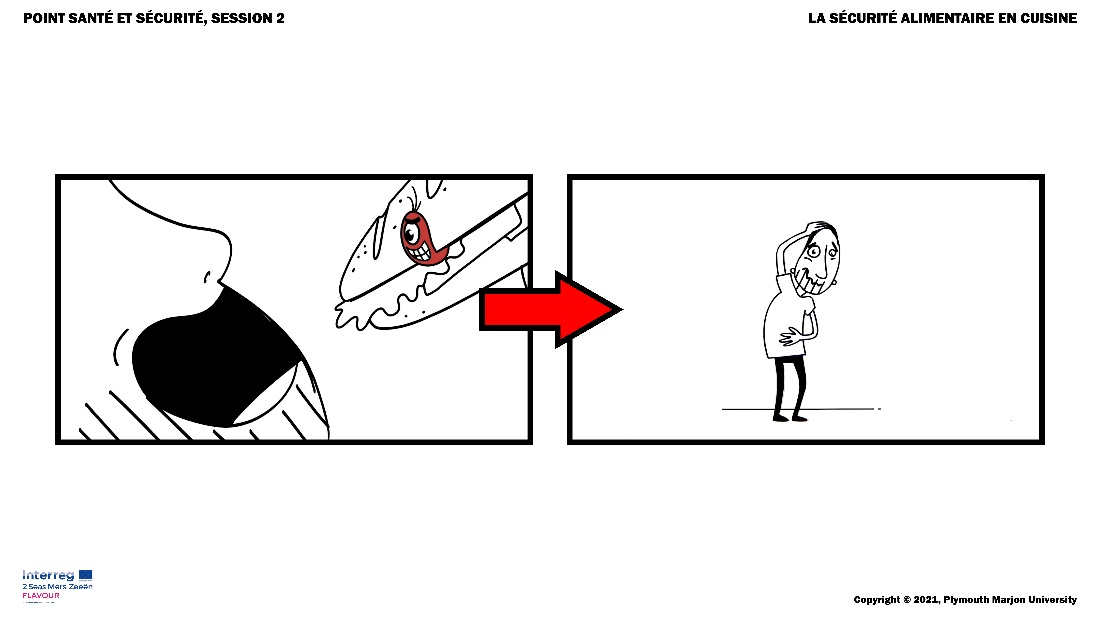 POINT SANTÉ ET SÉCURITÉ, SESSION 2
LA SÉCURITÉ ALIMENTAIRE EN CUISINE
Interreg
2 Seas Mers Zeeën
FLAVOUR
Copyright © 2021, Plymouth Marjon University